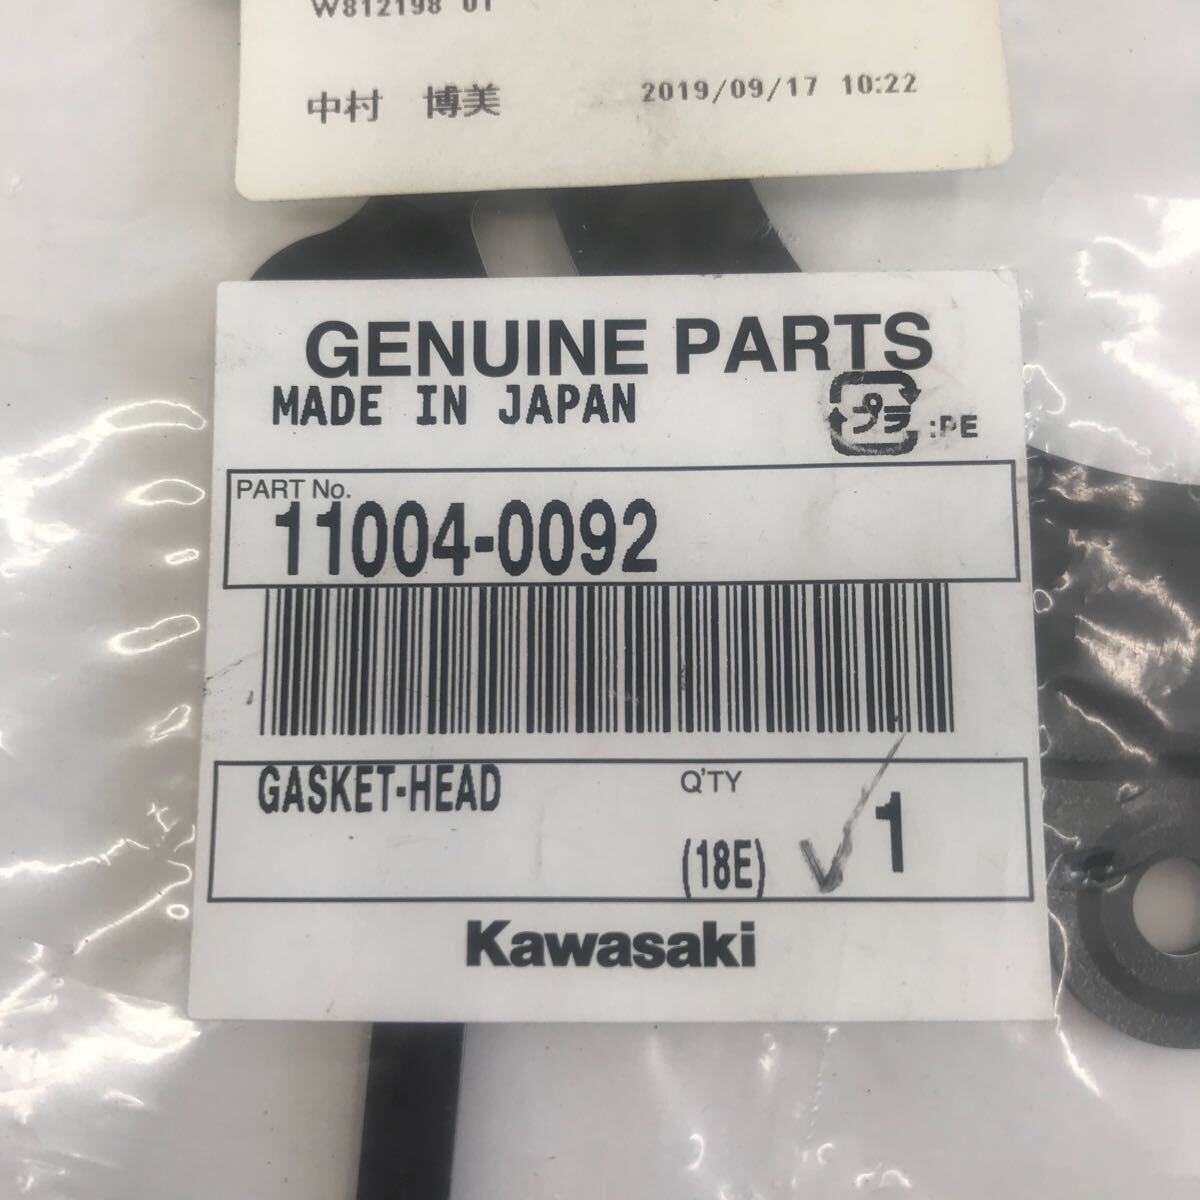 W812198 01
中村 博美 2019/09/17 10:22
GENUINE PARTS
MADE IN JAPAN
プラ :PE
PART No.
11004-0092
GASKET-HEAD Q'TY
(18E) 1
Kawasaki